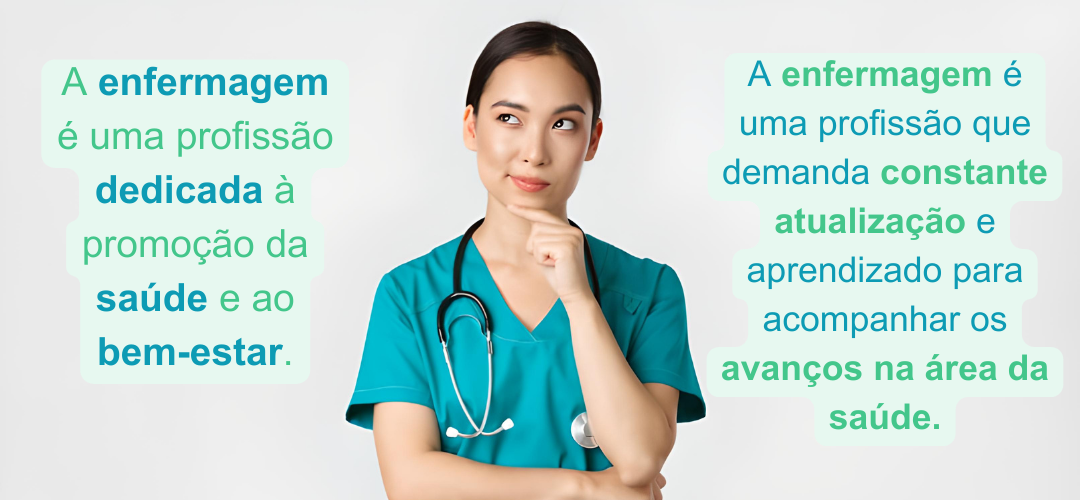 A enfermagem
é uma profissão
dedicada à
promoção da
saúde e ao
bem-estar.
A enfermagem é
uma profissão que
demanda constante
atualização e
aprendizado para
acompanhar os
avanços na área da
saúde.